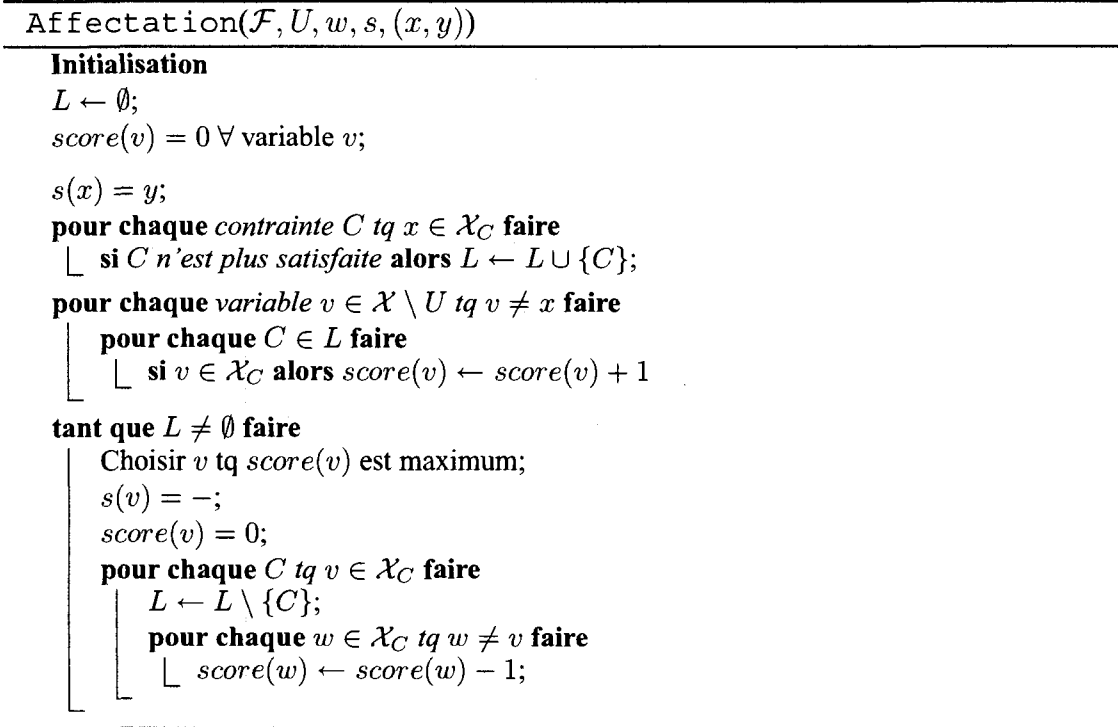 Affectation(ℱ, U, w, s, (x, y))
Initialisation
L ← ∅;
score(v) = 0 ∀ variable v;
s(x) = y;
pour chaque contrainte C tq x ∈ 𝒳_C faire
si C n'est plus satisfaite alors L ← L ∪ {C};
pour chaque variable v ∈ 𝒳 \ U tq v ≠ x faire
pour chaque C ∈ L faire
si v ∈ 𝒳_C alors score(v) ← score(v) + 1
tant que L ≠ ∅ faire
Choisir v tq score(v) est maximum;
s(v) = −;
score(v) = 0;
pour chaque C tq v ∈ 𝒳_C faire
L ← L \ {C};
pour chaque w ∈ 𝒳_C tq w ≠ v faire
score(w) ← score(w) − 1;